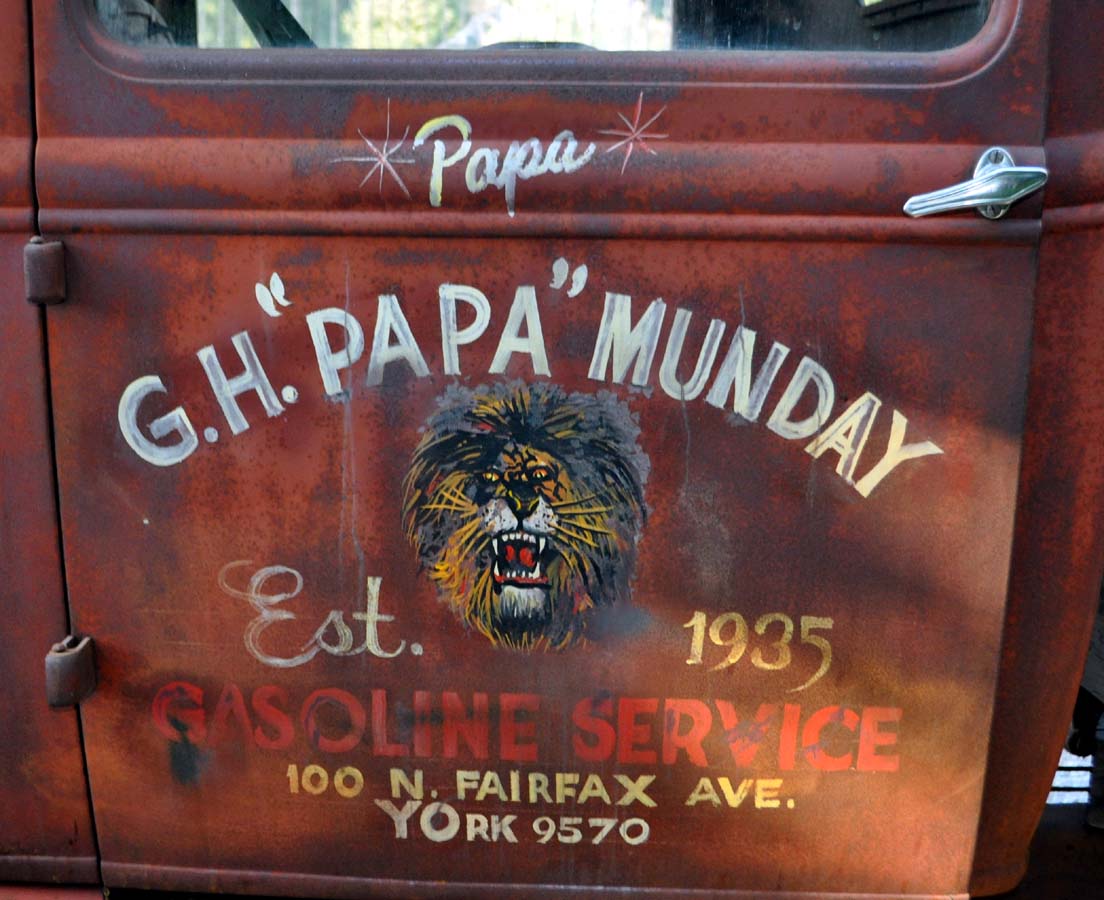 Papa
G.H. "PAPA" MUNDAY
Est. 1935
GASOLINE SERVICE
100 N. FAIRFAX AVE.
YORK 9570